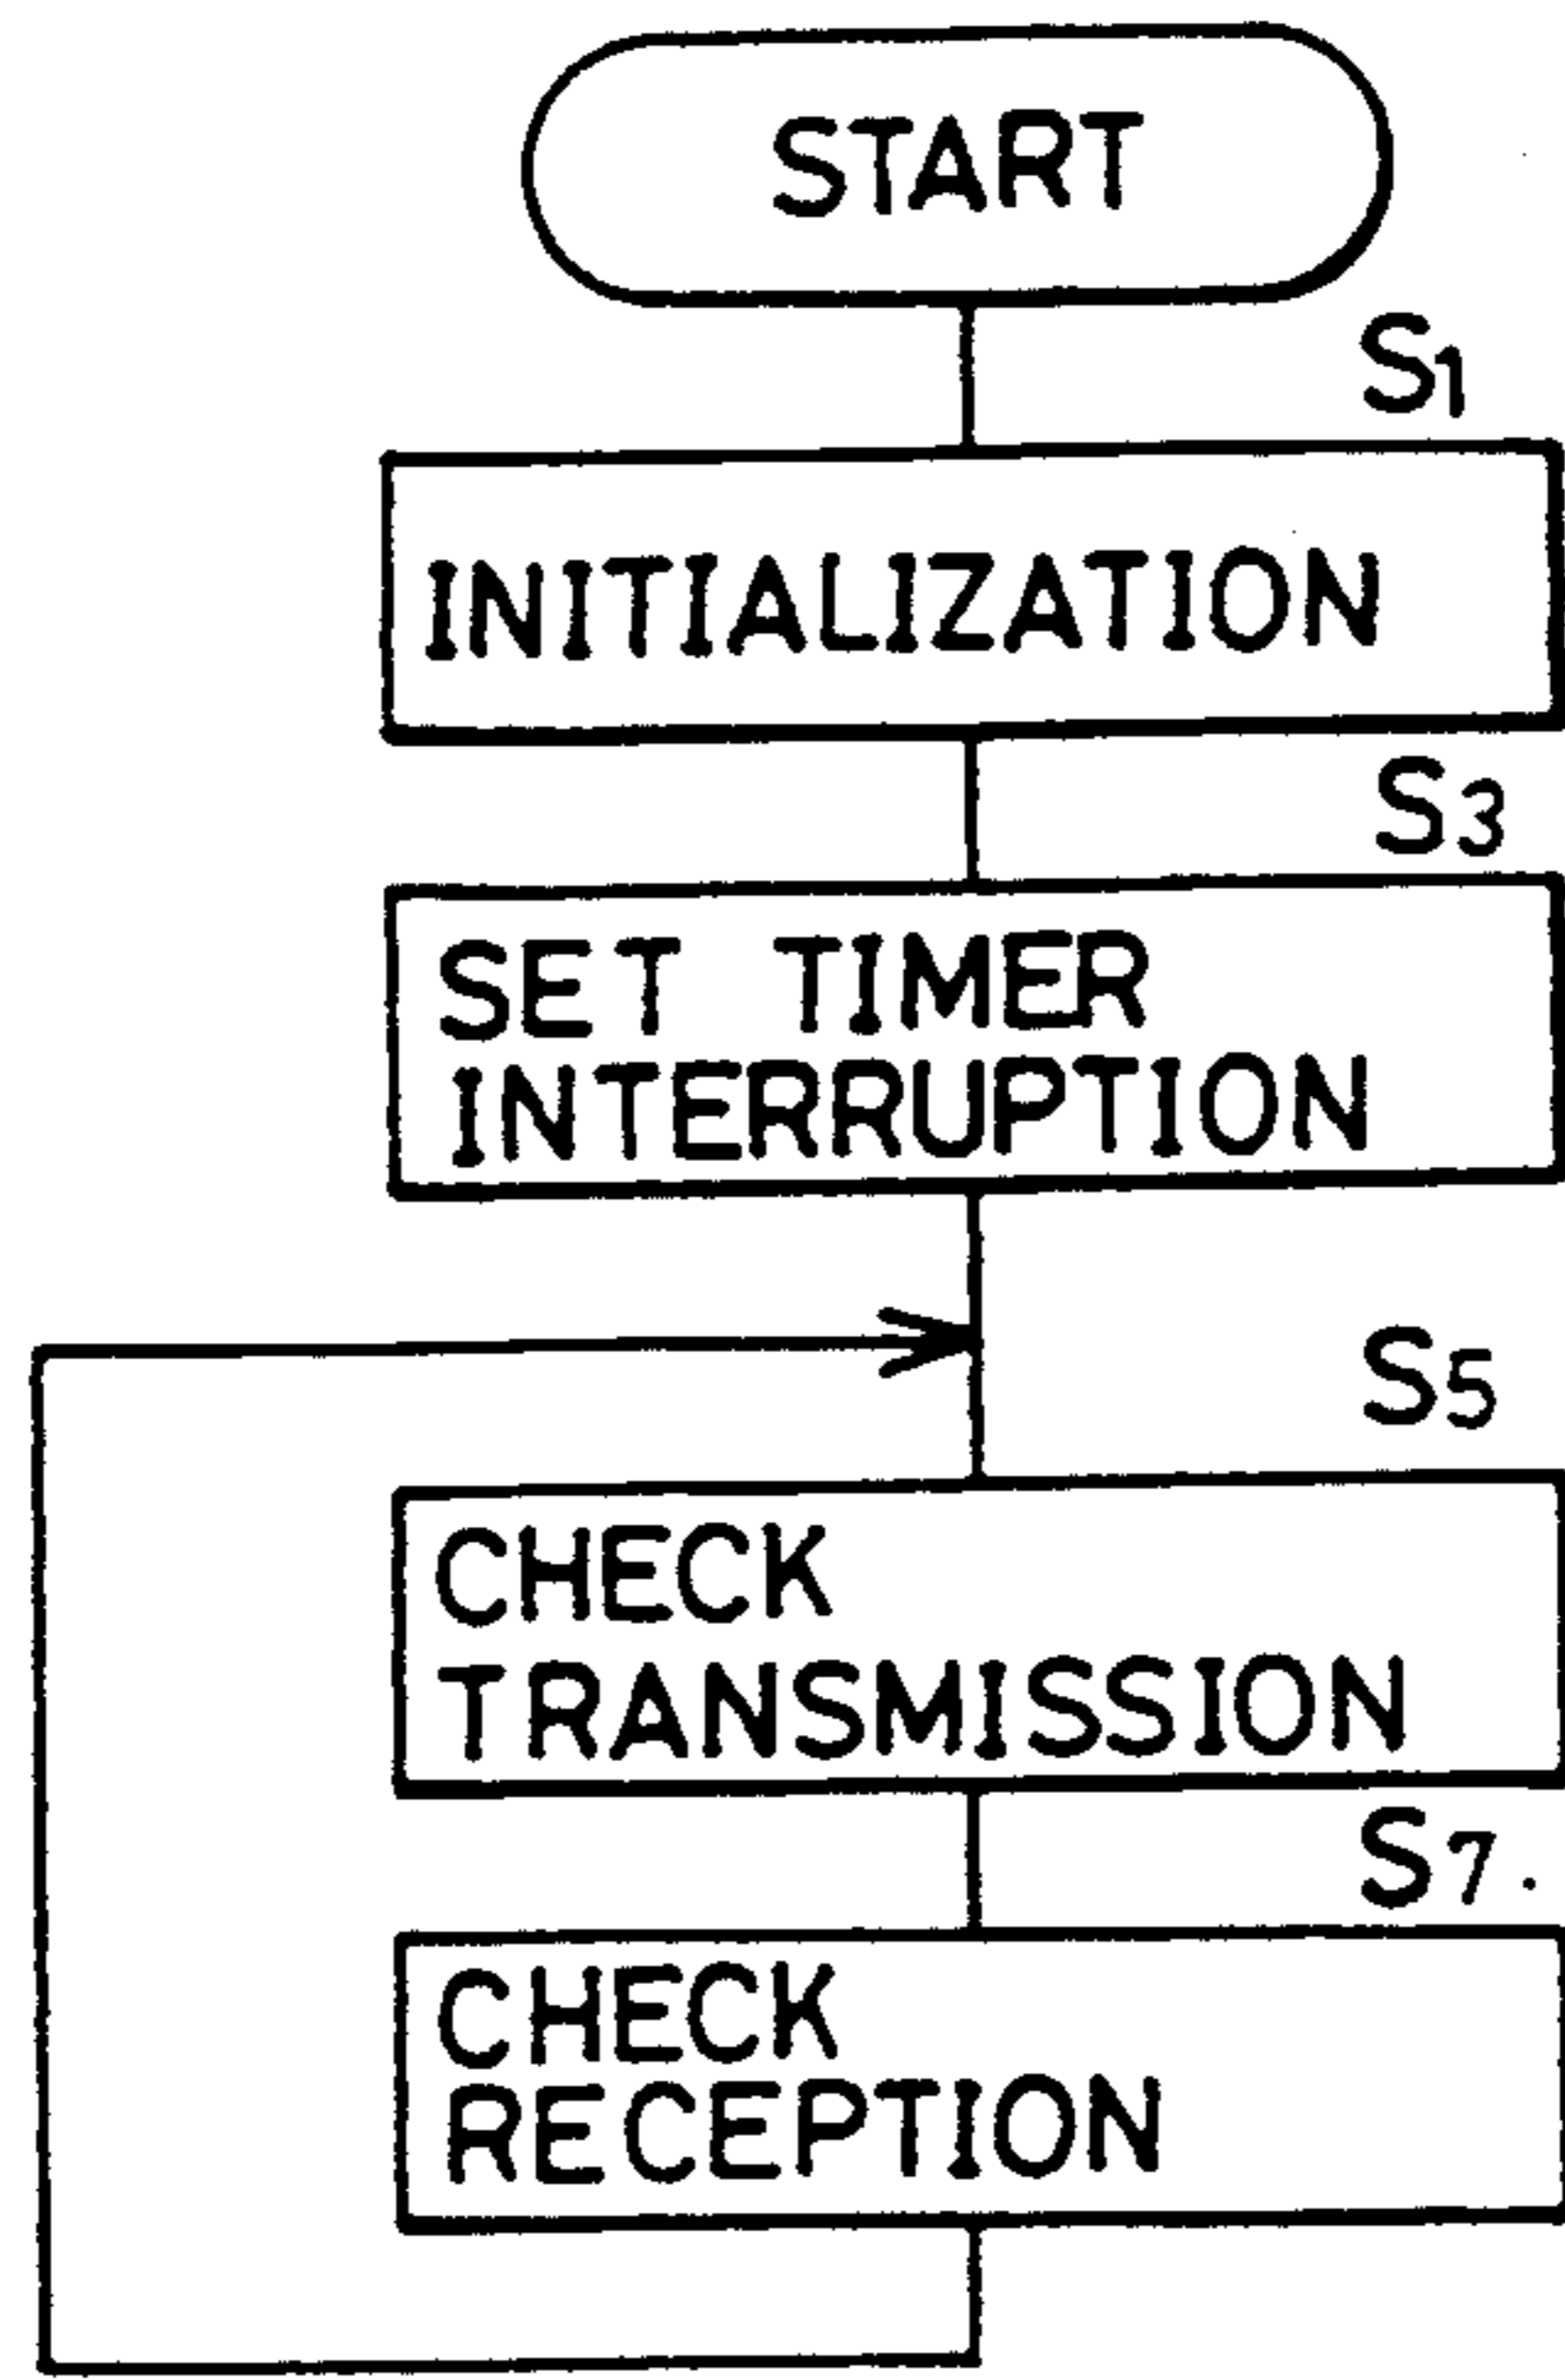 START
S1
INITIALIZATION
S3
SET TIMER
INTERRUPTION
S5
CHECK
TRANSMISSION
S7.
CHECK
RECEPTION